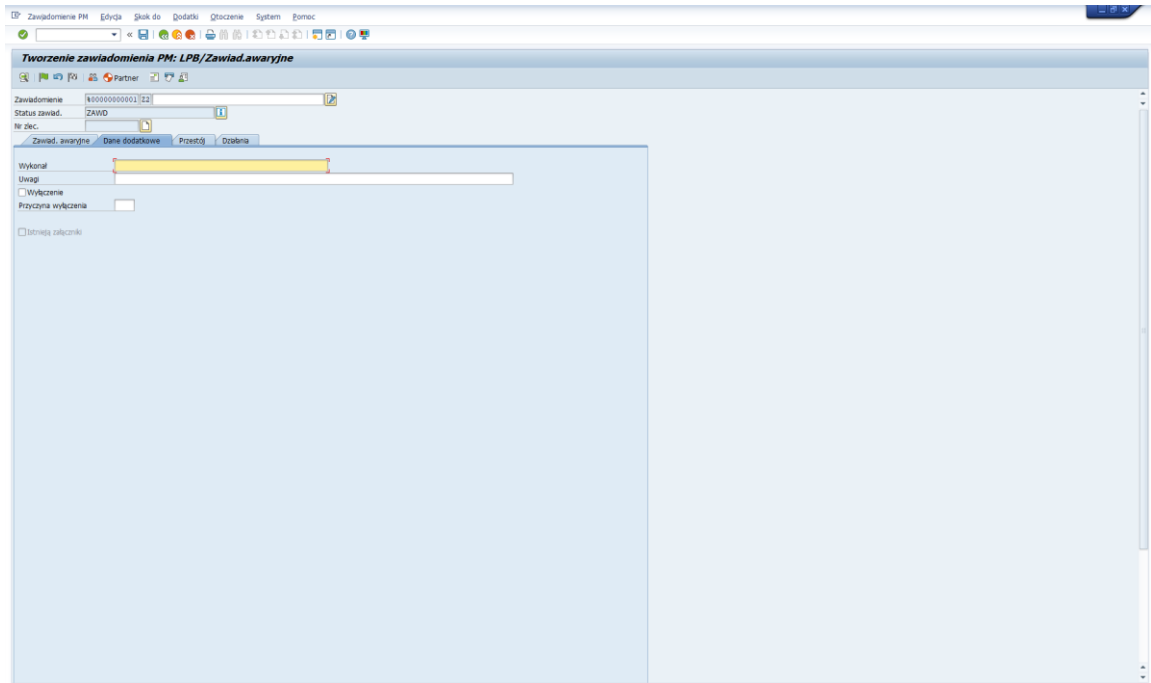 Zawiadomienie PM Edycja Skok do Dodatki Otoczenie System Pomoc
Tworzenie zawiadomienia PM: LPB/Zawiad.awaryjne
Partner
Zawiadomienie %00000000001 Z2
Status zawiad. ZAWD
Nr zlec.
Zawiad. awaryjne Dane dodatkowe Przestój Działania
Wykonał
Uwagi
Wyłączenie
Przyczyna wyłączenia
Istnieją załączniki